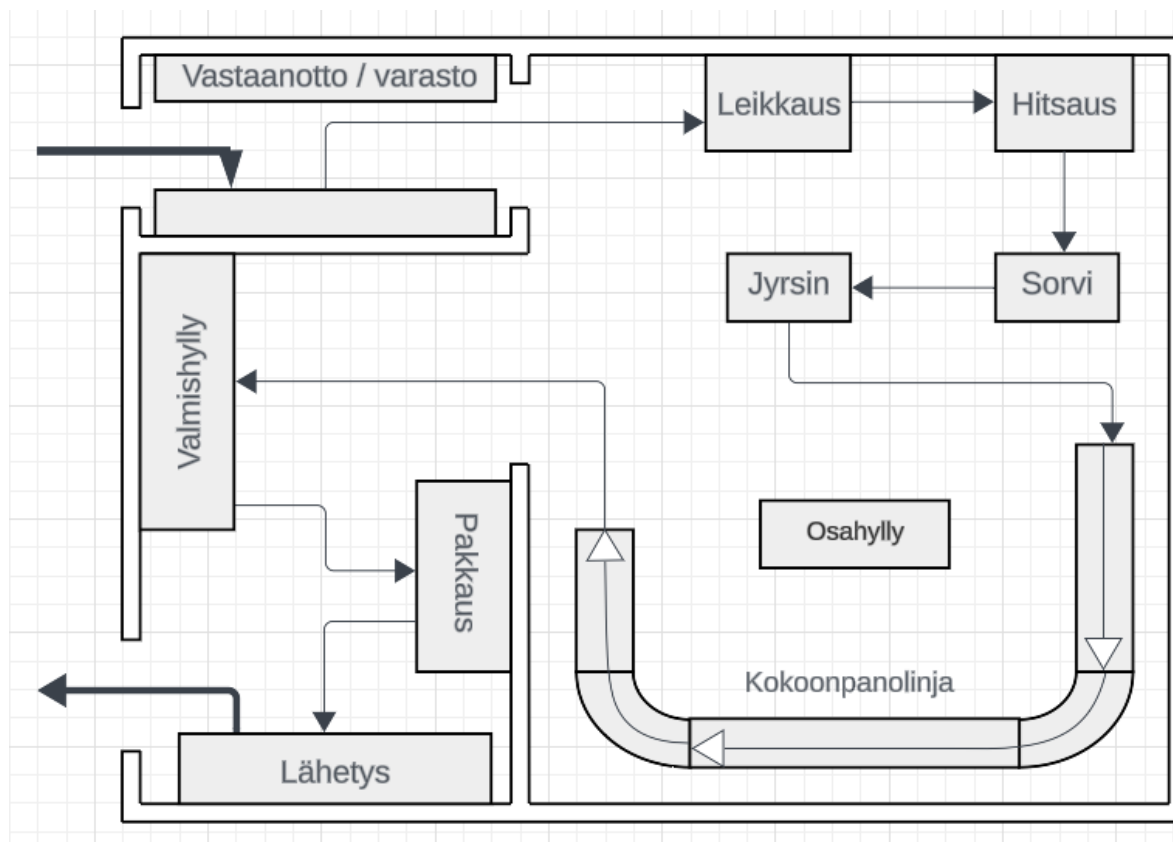 Vastaanotto / varasto
Leikkaus
Hitsaus
Jyrsin
Sorvi
Valmishylly
Pakkaus
Osahylly
Kokoonpanolinja
Lähetys